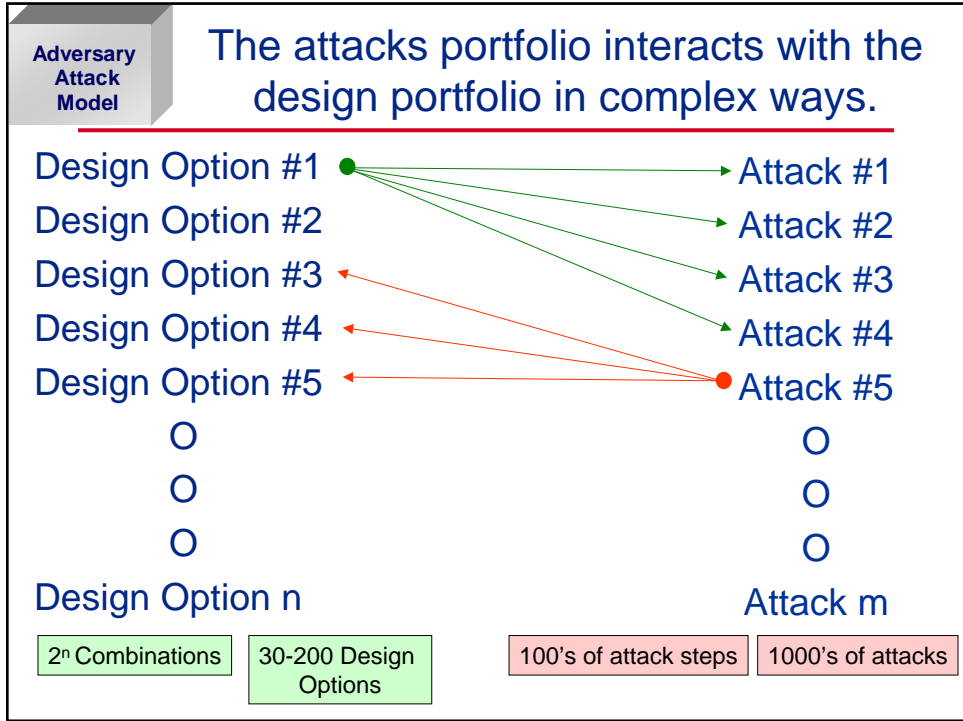 Adversary
Attack
Model
The attacks portfolio interacts with the
design portfolio in complex ways.
Design Option #1
Design Option #2
Design Option #3
Design Option #4
Design Option #5
O
O
O
Design Option n
Attack #1
Attack #2
Attack #3
Attack #4
Attack #5
O
O
O
Attack m
2ⁿ Combinations
30-200 Design
Options
100's of attack steps
1000's of attacks